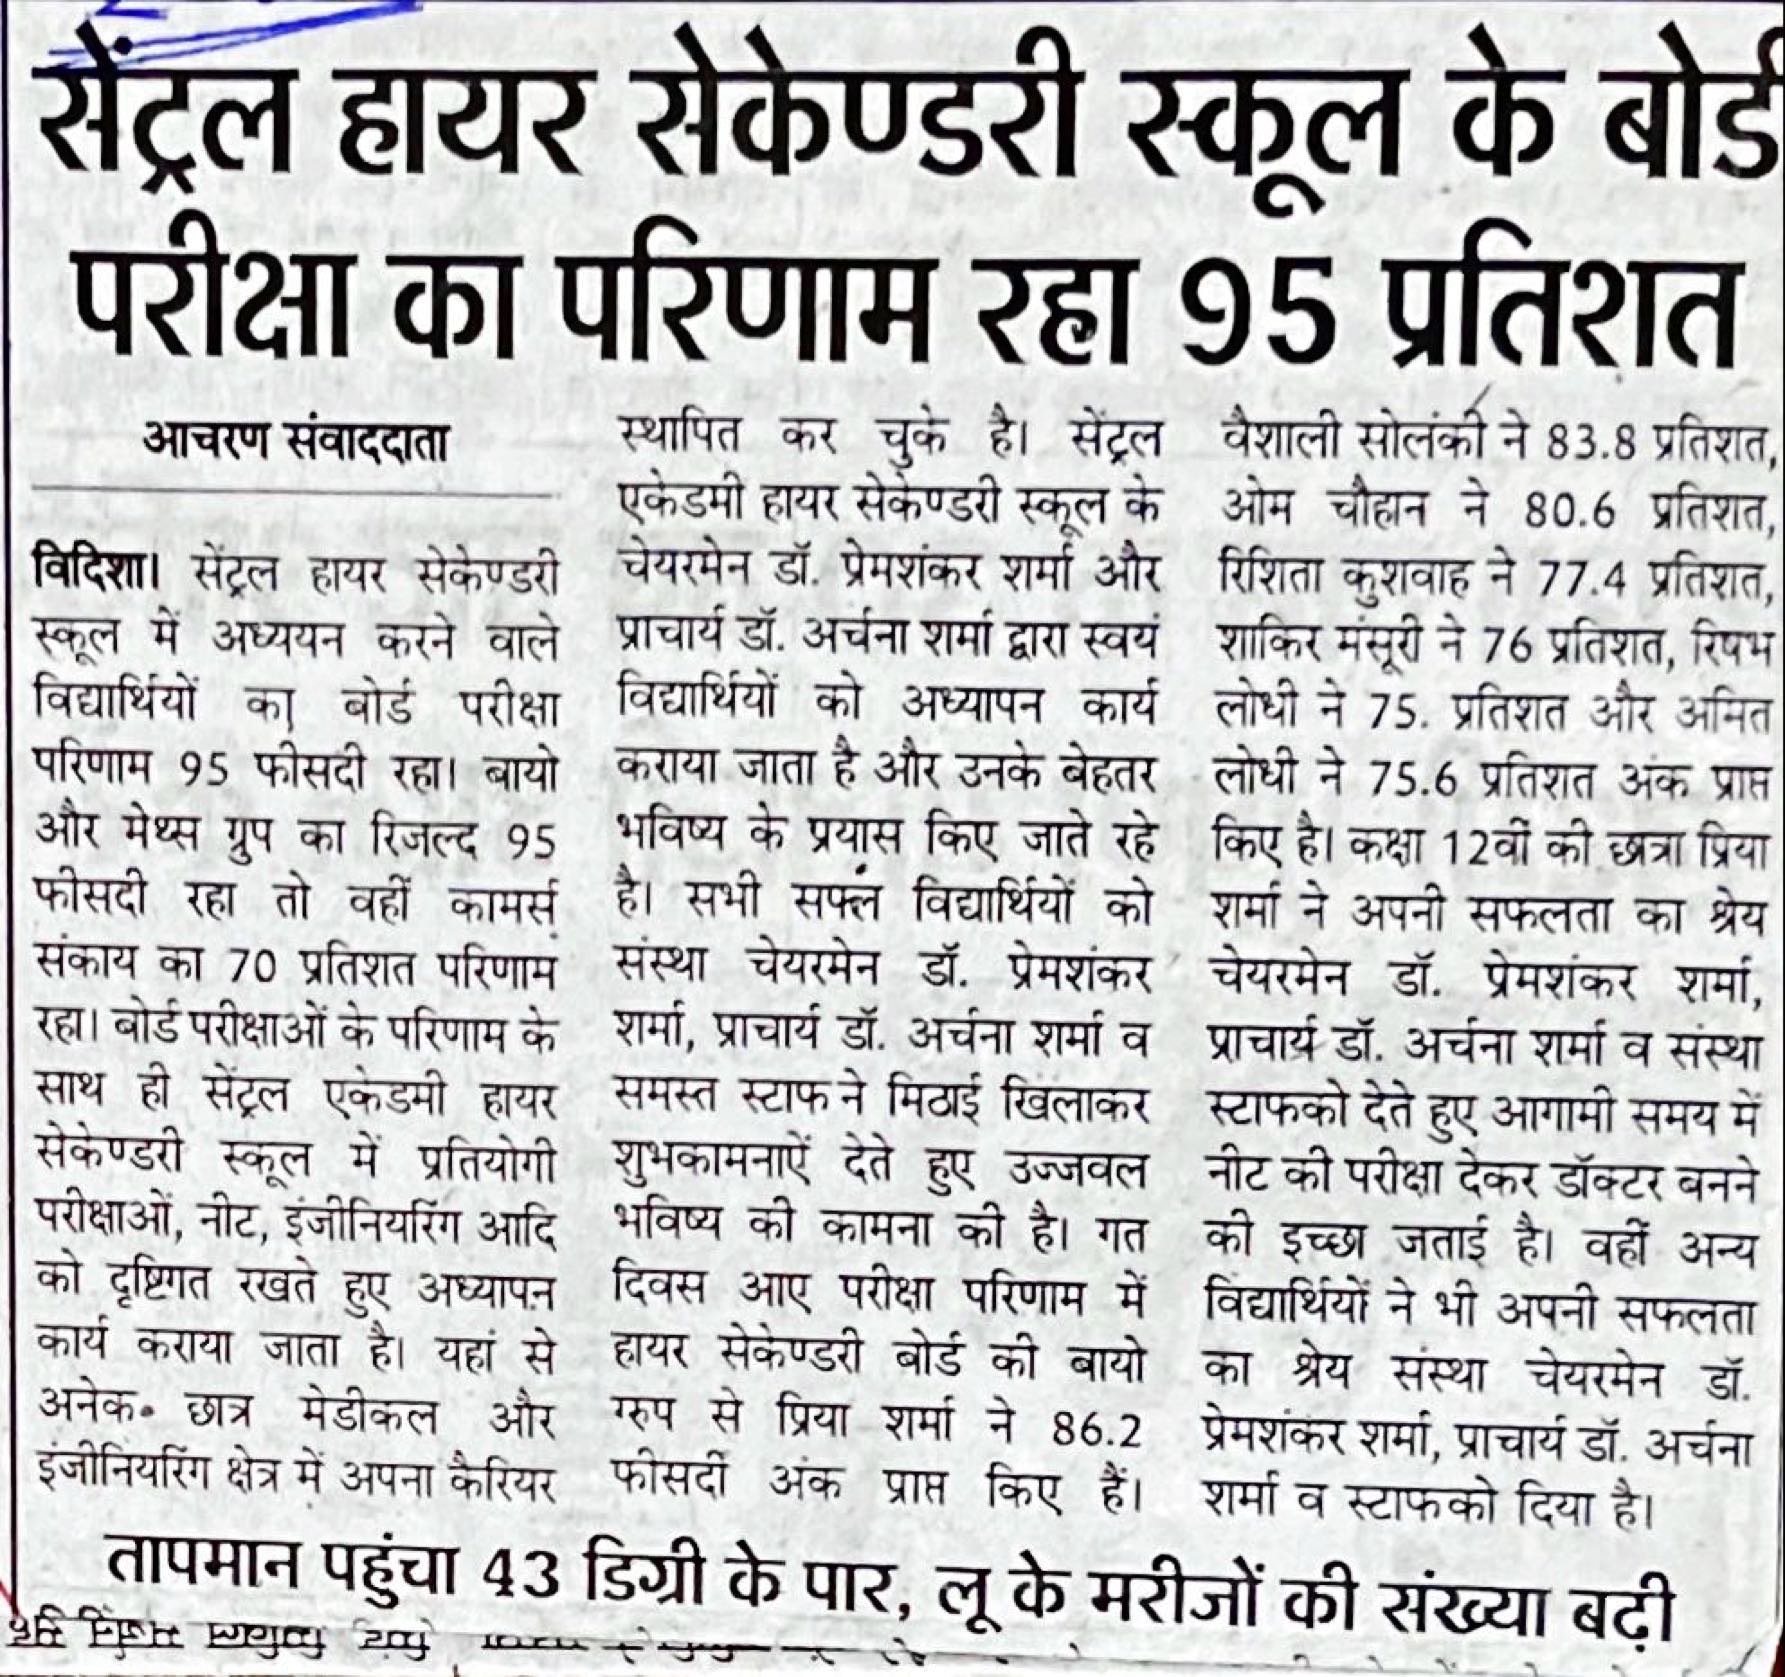 सेंट्रल हायर सेकेण्डरी स्कूल के बोर्ड
परीक्षा का परिणाम रहा 95 प्रतिशत
आचरण संवाददाता
विदिशा। सेंट्रल हायर सेकेण्डरी
स्कूल में अध्ययन करने वाले
विद्यार्थियों का बोर्ड परीक्षा
परिणाम 95 फीसदी रहा। बायो
और मेथ्स ग्रुप का रिजल्द 95
फीसदी रहा तो वहीं कामर्स
संकाय का 70 प्रतिशत परिणाम
रहा। बोर्ड परीक्षाओं के परिणाम के
साथ ही सेंट्रल एकेडमी हायर
सेकेण्डरी स्कूल में प्रतियोगी
परीक्षाओं, नीट, इंजीनियरिंग आदि
को दृष्टिगत रखते हुए अध्यापन
कार्य कराया जाता है। यहां से
अनेक छात्र मेडीकल और
इंजीनियरिंग क्षेत्र में अपना कैरियर
स्थापित कर चुके है। सेंट्रल
एकेडमी हायर सेकेण्डरी स्कूल के
चेयरमेन डॉ. प्रेमशंकर शर्मा और
प्राचार्य डॉ. अर्चना शर्मा द्वारा स्वयं
विद्यार्थियों को अध्यापन कार्य
कराया जाता है और उनके बेहतर
भविष्य के प्रयास किए जाते रहे
है। सभी सफ्ल विद्यार्थियों को
संस्था चेयरमेन डॉ. प्रेमशंकर
शर्मा, प्राचार्य डॉ. अर्चना शर्मा व
समस्त स्टाफ ने मिठाई खिलाकर
शुभकामनाऐं देते हुए उज्जवल
भविष्य की कामना की है। गत
दिवस आए परीक्षा परिणाम में
हायर सेकेण्डरी बोर्ड की बायो
ग्रुप से प्रिया शर्मा ने 86.2
फीसदीं अंक प्राप्त किए हैं।
वैशाली सोलंकी ने 83.8 प्रतिशत,
ओम चौहान ने 80.6 प्रतिशत,
रिशिता कुशवाह ने 77.4 प्रतिशत,
शाकिर मंसूरी ने 76 प्रतिशत, रिषभ
लोधी ने 75. प्रतिशत और अमित
लोधी ने 75.6 प्रतिशत अंक प्राप्त
किए है। कक्षा 12वीं की छात्रा प्रिया
शर्मा ने अपनी सफलता का श्रेय
चेयरमेन डॉ. प्रेमशंकर शर्मा,
प्राचार्य डॉ. अर्चना शर्मा व संस्था
स्टाफको देते हुए आगामी समय में
नीट की परीक्षा देकर डॉक्टर बनने
की इच्छा जताई है। वहीं अन्य
विद्यार्थियों ने भी अपनी सफलता
का श्रेय संस्था चेयरमेन डॉ.
प्रेमशंकर शर्मा, प्राचार्य डॉ. अर्चना
शर्मा व स्टाफको दिया है।
तापमान पहुंचा 43 डिग्री के पार, लू के मरीजों की संख्या बढ़ी